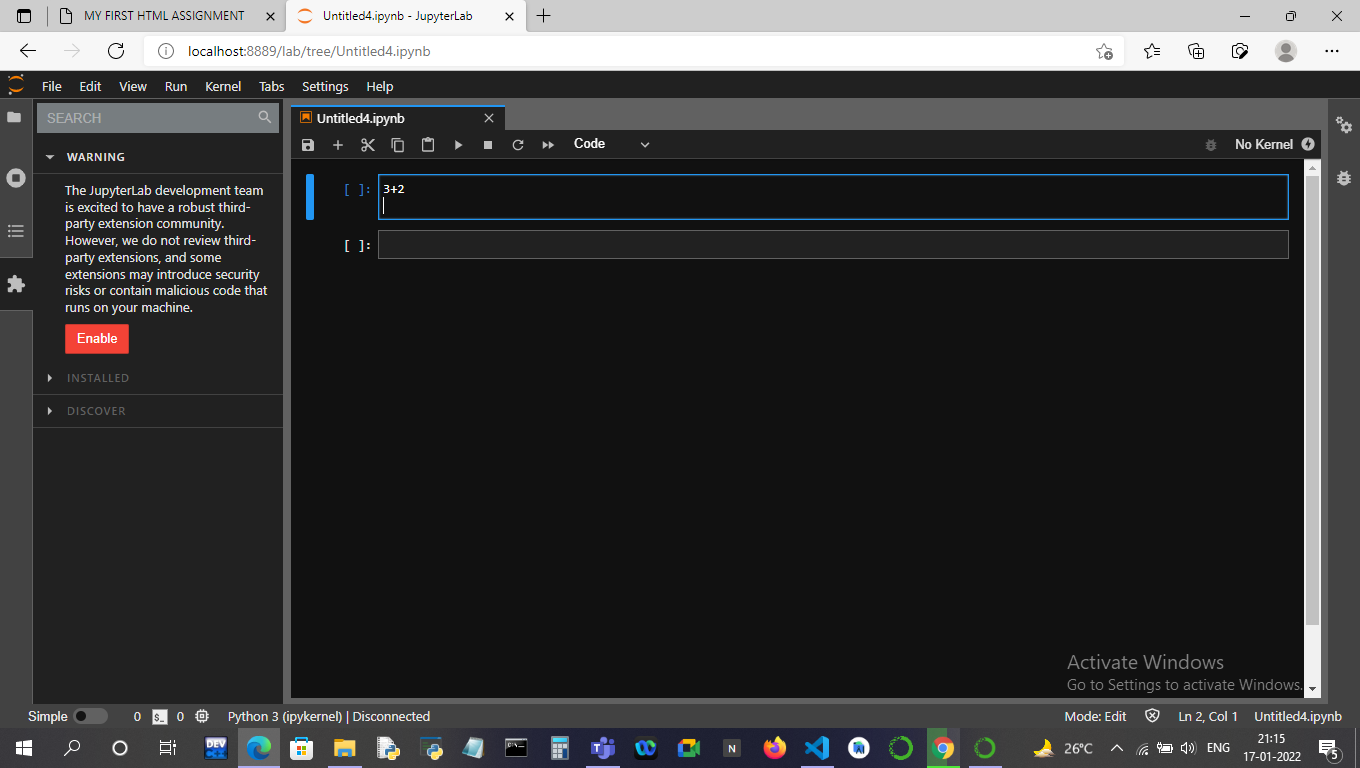 MY FIRST HTML ASSIGNMENT
Untitled4.ipynb - JupyterLab
localhost:8889/lab/tree/Untitled4.ipynb
File Edit View Run Kernel Tabs Settings Help
SEARCH
WARNING
The JupyterLab development team
is excited to have a robust third-
party extension community.
However, we do not review third-
party extensions, and some
extensions may introduce security
risks or contain malicious code that
runs on your machine.
Enable
INSTALLED
DISCOVER
Untitled4.ipynb
Code
No Kernel
[ ]: 3+2
[ ]:
Activate Windows
Go to Settings to activate Windows.
Simple 0 $_ 0 Python 3 (ipykernel) | Disconnected
Mode: Edit Ln 2, Col 1 Untitled4.ipynb
DEV
N
26°C
ENG
21:15
17-01-2022
5